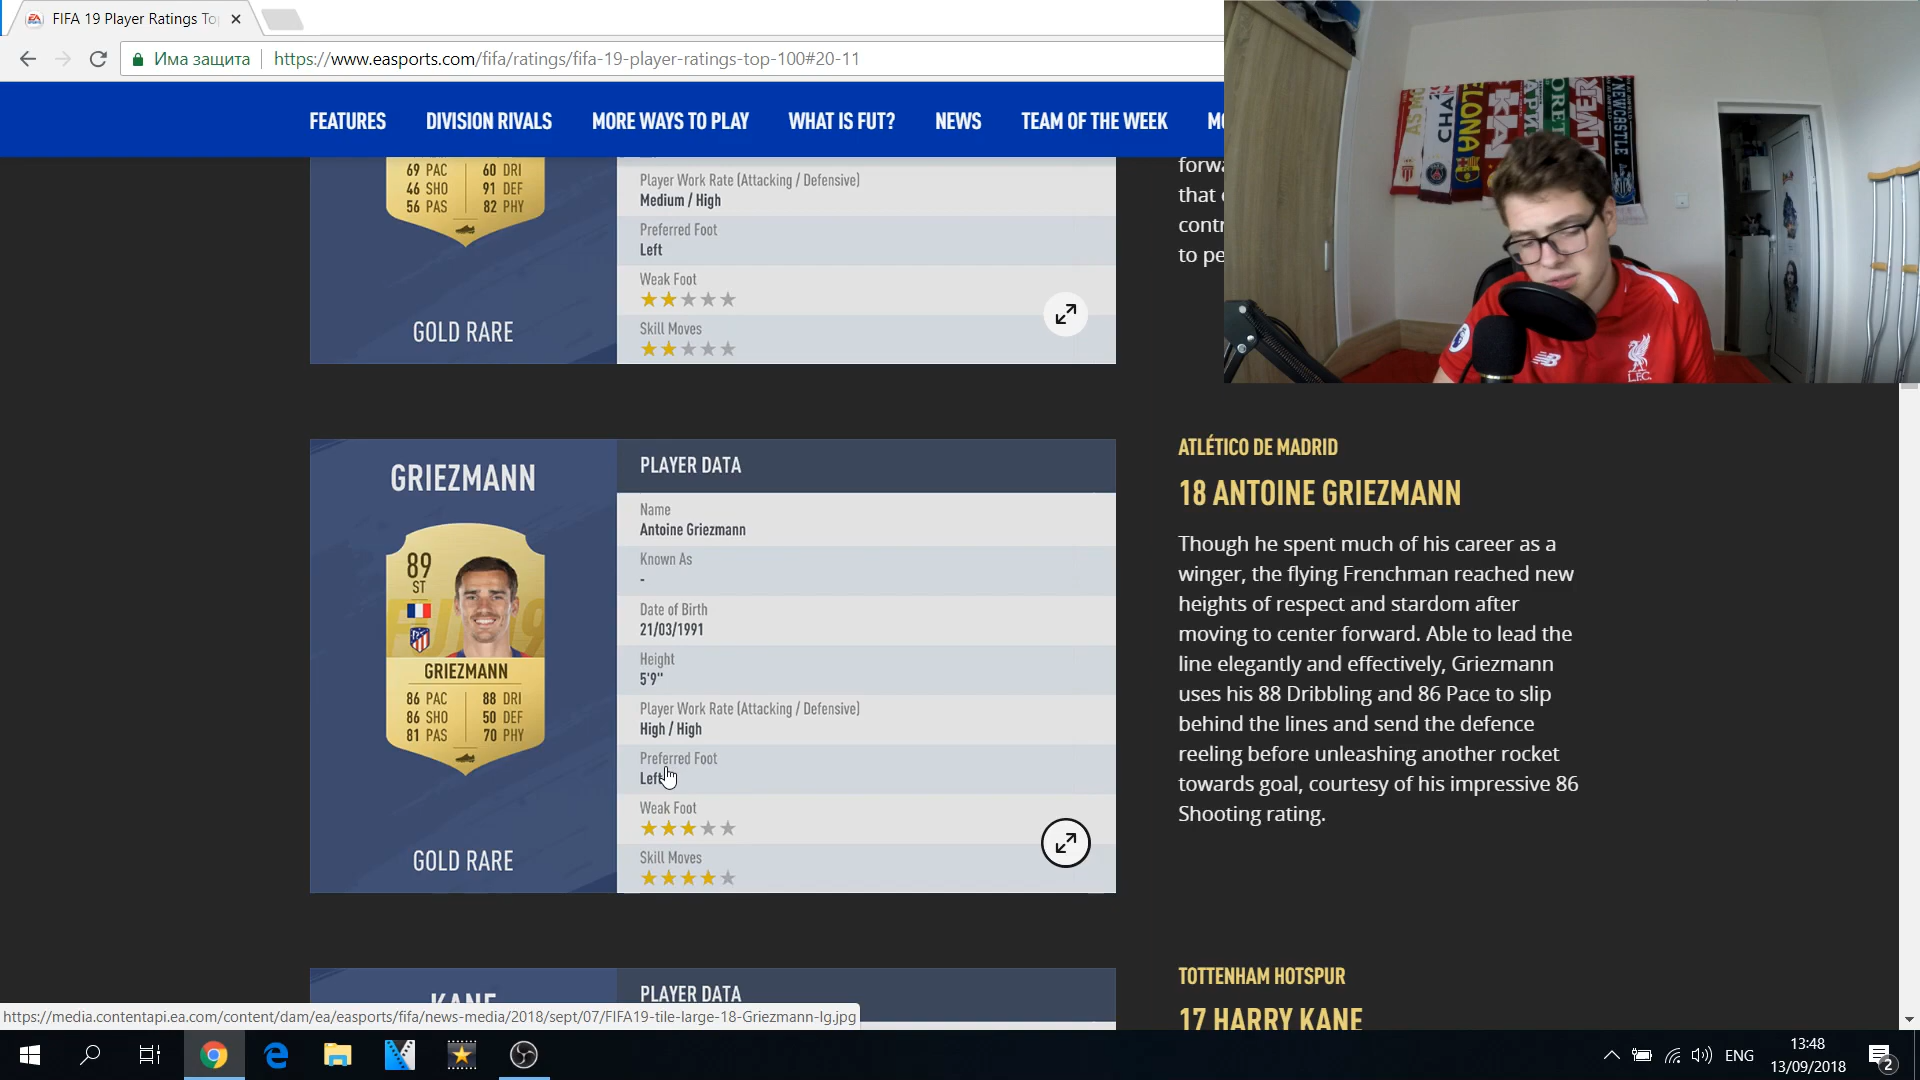 FIFA 19 Player Ratings To
Има защита
https://www.easports.com/fifa/ratings/fifa-19-player-ratings-top-100#20-11
FEATURES
DIVISION RIVALS
MORE WAYS TO PLAY
WHAT IS FUT?
NEWS
TEAM OF THE WEEK
69 PAC 60 DRI
46 SHO 91 DEF
56 PAS 82 PHY
GOLD RARE
Left
Player Work Rate (Attacking / Defensive)
Medium / High
Preferred Foot
Left
Weak Foot
Skill Moves
forwa
that
contr
to pe
CHAN
ELONA
NEWCASTLE
L.F.C.
GRIEZMANN
89
ST
GRIEZMANN
86 PAC 88 DRI
86 SHO 50 DEF
81 PAS 70 PHY
GOLD RARE
PLAYER DATA
Name
Antoine Griezmann
Known As
-
Date of Birth
21/03/1991
Height
5'9"
Player Work Rate (Attacking / Defensive)
High / High
Preferred Foot
Left
Weak Foot
Skill Moves
ATLÉTICO DE MADRID
18 ANTOINE GRIEZMANN
Though he spent much of his career as a
winger, the flying Frenchman reached new
heights of respect and stardom after
moving to center forward. Able to lead the
line elegantly and effectively, Griezmann
uses his 88 Dribbling and 86 Pace to slip
behind the lines and send the defence
reeling before unleashing another rocket
towards goal, courtesy of his impressive 86
Shooting rating.
KANE
PLAYER DATA
TOTTENHAM HOTSPUR
17 HARRY KANE
https://media.contentapi.ea.com/content/dam/ea/easports/fifa/news-media/2018/sept/07/FIFA19-tile-large-18-Griezmann-lg.jpg
ENG
13:48
13/09/2018
2